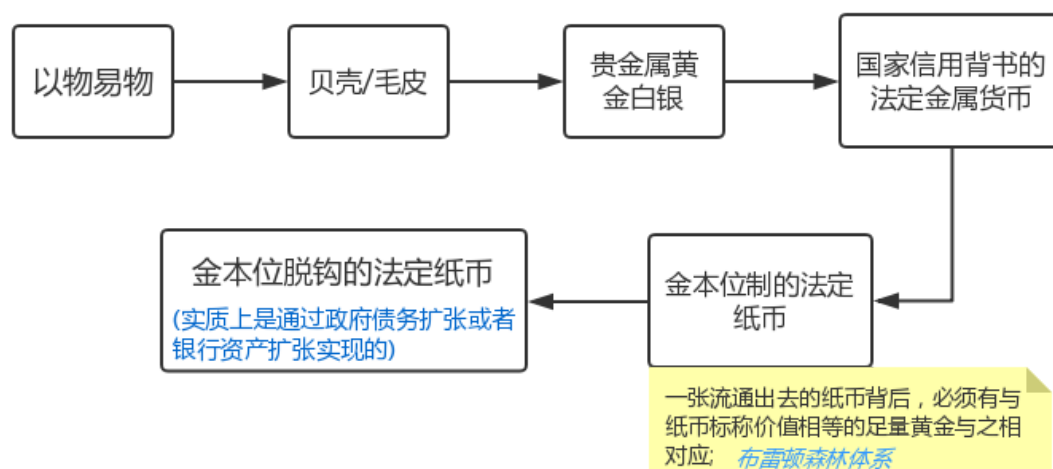 以物易物
贝壳/毛皮
贵金属黄
金白银
国家信用背书的
法定金属货币
金本位制的法定
纸币
一张流通出去的纸币背后，必须有与
纸币标称价值相等的足量黄金与之相
对应; 布雷顿森林体系
金本位脱钩的法定纸币
(实质上是通过政府债务扩张或者
银行资产扩张实现的)